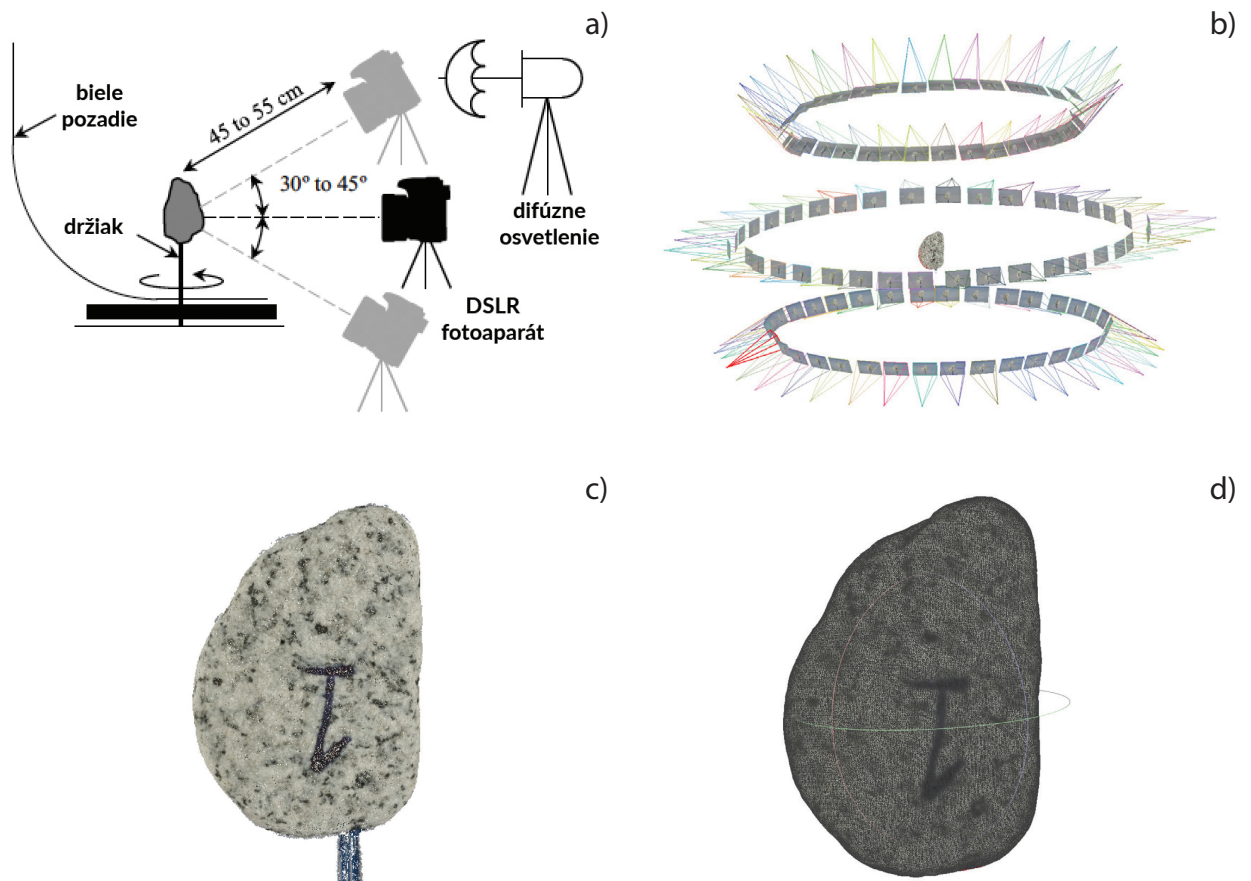 a)
biele
pozadie
45 to 55 cm
30º to 45º
držiak
difúzne
osvetlenie
DSLR
fotoaparát
b)
c)
d)